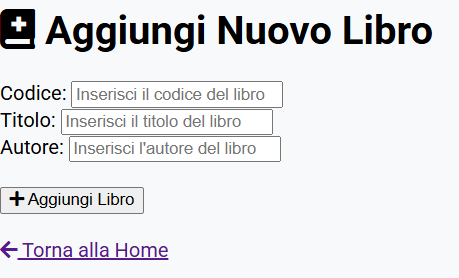 Aggiungi Nuovo Libro
Codice: Inserisci il codice del libro
Titolo: Inserisci il titolo del libro
Autore: Inserisci l'autore del libro
Aggiungi Libro
Torna alla Home